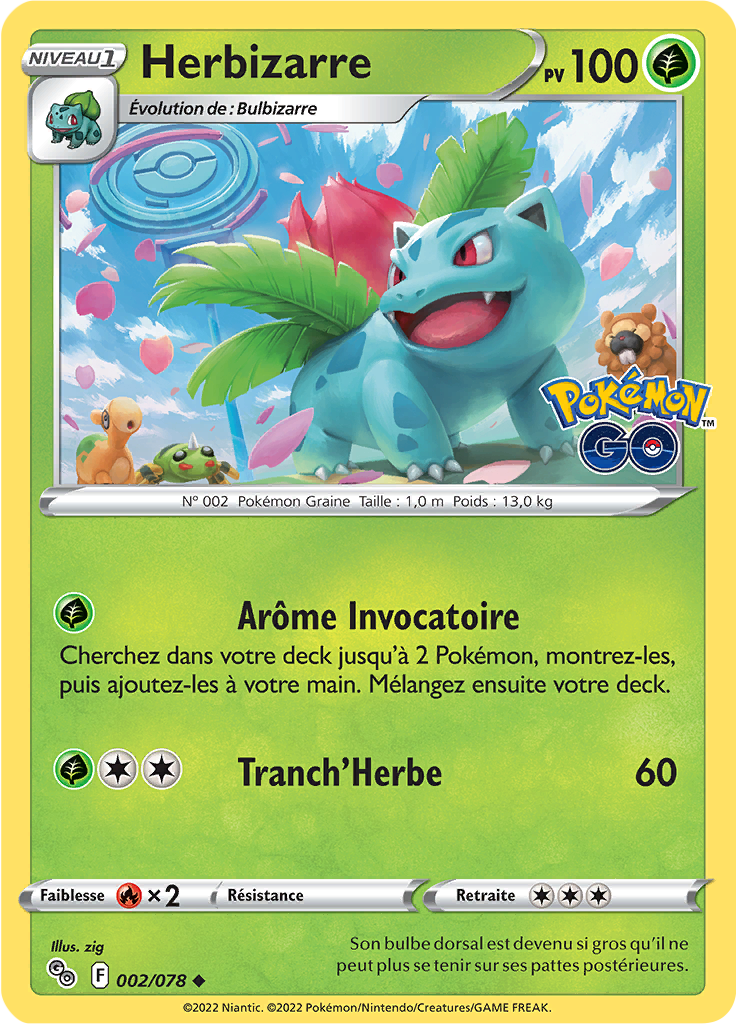 NIVEAU 1
Herbizarre
PV 100
Évolution de : Bulbizarre
POKÉMON
GO
TM
N° 002 Pokémon Graine Taille : 1,0 m Poids : 13,0 kg
Arôme Invocatoire
Cherchez dans votre deck jusqu'à 2 Pokémon, montrez-les,
puis ajoutez-les à votre main. Mélangez ensuite votre deck.
Tranch'Herbe 60
Faiblesse ×2 Résistance Retraite
Illus. zig
Son bulbe dorsal est devenu si gros qu'il ne
peut plus se tenir sur ses pattes postérieures.
GO F 002/078
©2022 Niantic. ©2022 Pokémon/Nintendo/Creatures/GAME FREAK.